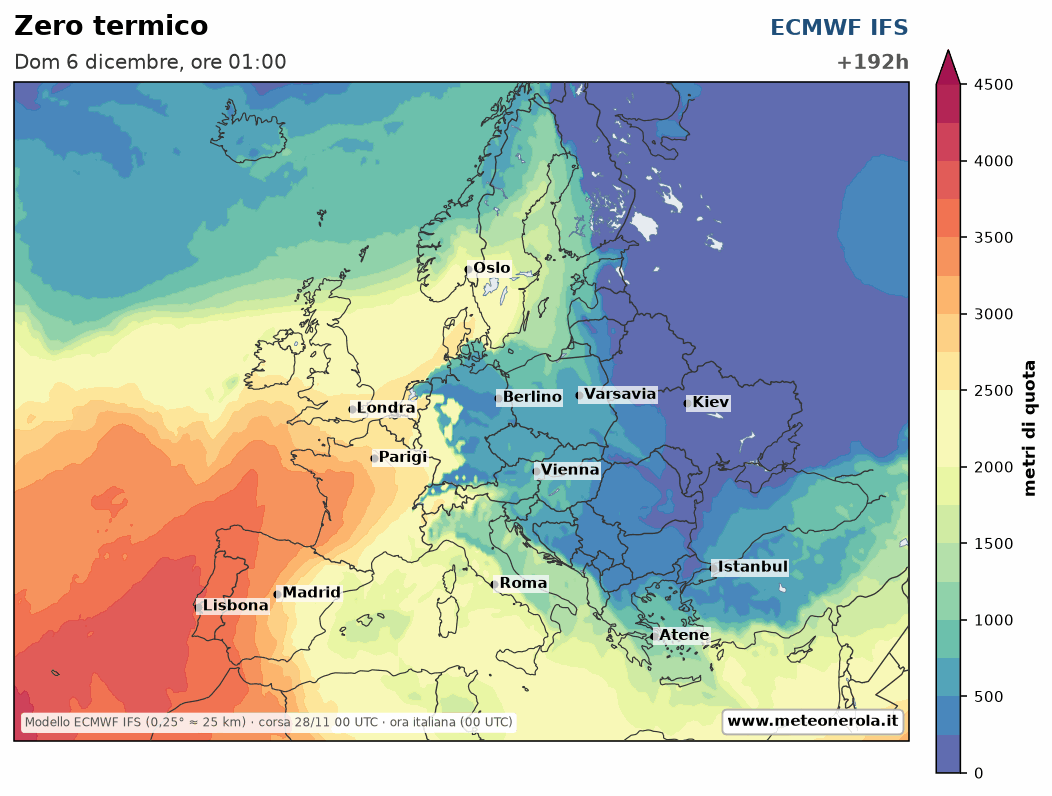 Zero termico
ECMWF IFS
Dom 6 dicembre, ore 01:00
+192h
4500
4000
3500
3000
2500
2000
1500
1000
500
0
metri di quota
Oslo
Berlino
Varsavia
Kiev
Londra
Parigi
Vienna
Istanbul
Roma
Madrid
Lisbona
Atene
Modello ECMWF IFS (0,25° ≈ 25 km) · corsa 28/11 00 UTC · ora italiana (00 UTC)
www.meteonerola.it